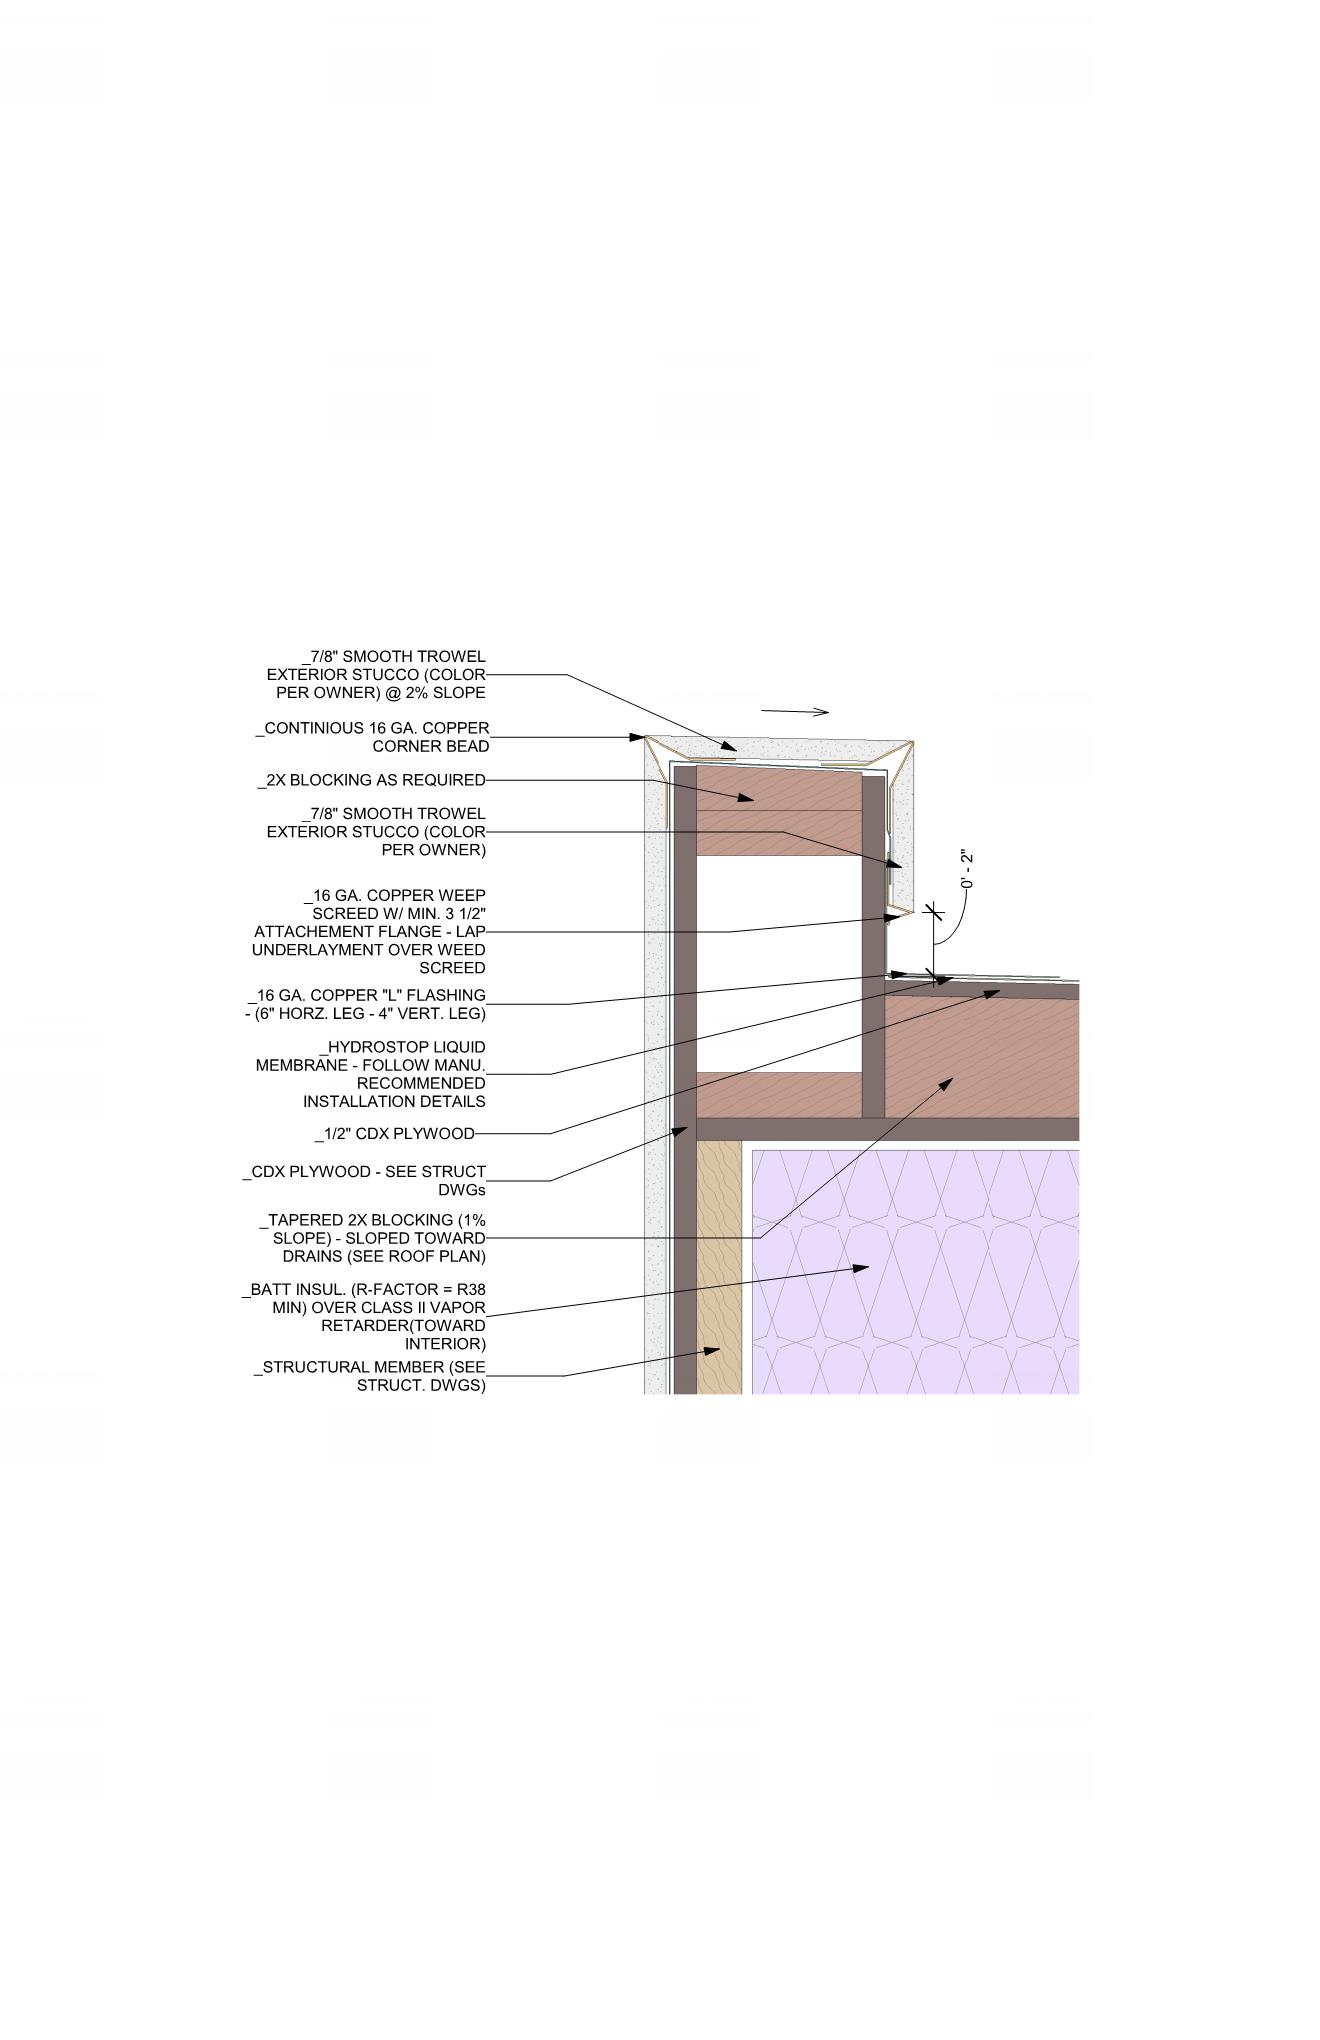 _7/8" SMOOTH TROWEL
EXTERIOR STUCCO (COLOR
PER OWNER) @ 2% SLOPE
_CONTINIOUS 16 GA. COPPER
CORNER BEAD
_2X BLOCKING AS REQUIRED
_7/8" SMOOTH TROWEL
EXTERIOR STUCCO (COLOR
PER OWNER)
0' - 2"
_16 GA. COPPER WEEP
SCREED W/ MIN. 3 1/2"
ATTACHEMENT FLANGE - LAP
UNDERLAYMENT OVER WEED
SCREED
_16 GA. COPPER "L" FLASHING
- (6" HORZ. LEG - 4" VERT. LEG)
_HYDROSTOP LIQUID
MEMBRANE - FOLLOW MANU.
RECOMMENDED
INSTALLATION DETAILS
_1/2" CDX PLYWOOD
_CDX PLYWOOD - SEE STRUCT
DWGs
_TAPERED 2X BLOCKING (1%
SLOPE) - SLOPED TOWARD
DRAINS (SEE ROOF PLAN)
_BATT INSUL. (R-FACTOR = R38
MIN) OVER CLASS II VAPOR
RETARDER(TOWARD
INTERIOR)
_STRUCTURAL MEMBER (SEE
STRUCT. DWGS)